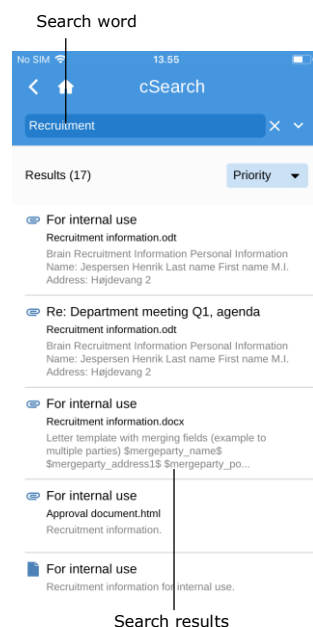 Search word
No SIM 13.55
cSearch
Recruitment
Results (17) Priority
For internal use
Recruitment information.odt
Brain Recruitment Information Personal Information
Name: Jespersen Henrik Last name First name M.I.
Address: Højdevang 2
Re: Department meeting Q1, agenda
Recruitment information.odt
Brain Recruitment Information Personal Information
Name: Jespersen Henrik Last name First name M.I.
Address: Højdevang 2
For internal use
Recruitment information.docx
Letter template with merging fields (example to
multiple parties) $mergeparty_name$
$mergeparty_address1$ $mergeparty_po...
For internal use
Approval document.html
Recruitment information.
For internal use
Recruitment information for internal use.
Search results